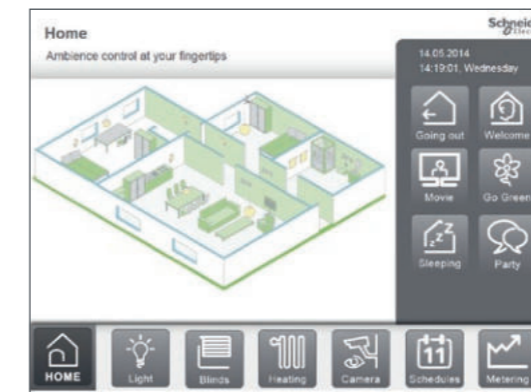 Home
Ambience control at your fingertips
14.05.2014
14:19:01, Wednesday
Going out
Welcome
Movie
Go Green
zzz
Sleeping
Party
HOME
Light
Blinds
Heating
Camera
11
Schedules
Metering